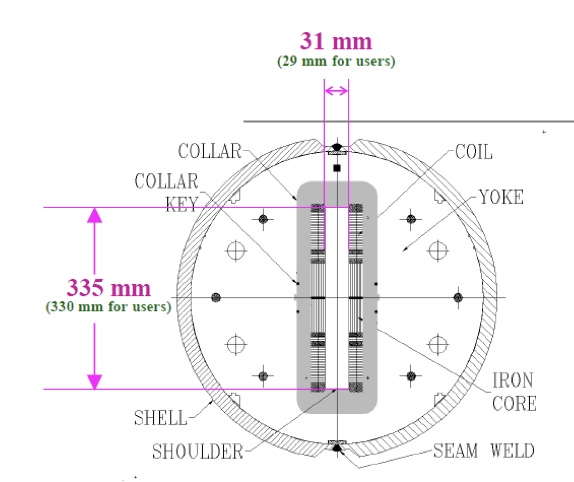 31 mm
(29 mm for users)
COLLAR
COIL
COLLAR
KEY
YOKE
335 mm
(330 mm for users)
IRON
CORE
SHELL
SHOULDER
SEAM WELD